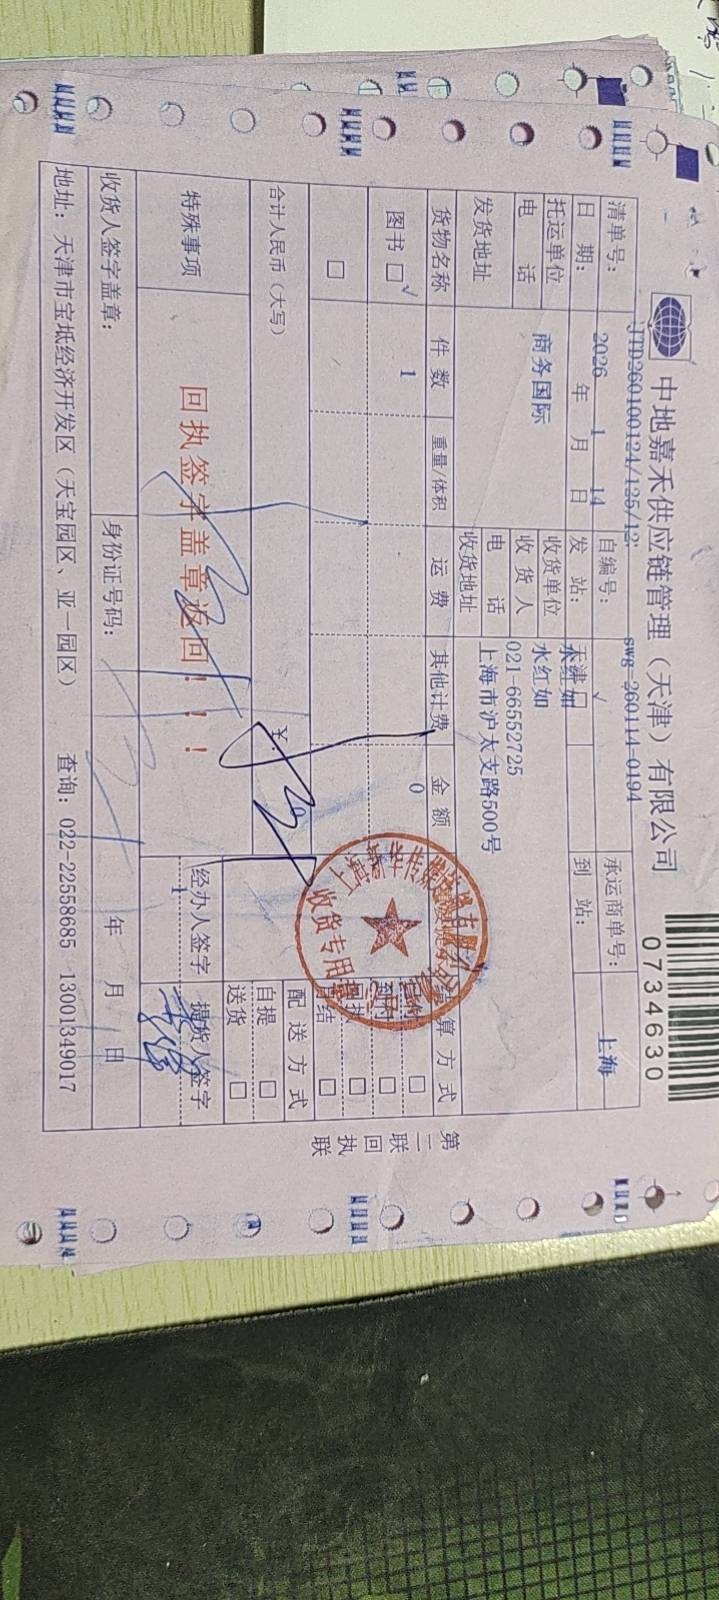 中地嘉禾供应链管理（天津）有限公司
0734630
清单号：
JTD260100124/125/12
自编号：
swg-260114-0194
承运商单号：
日 期：
2026 年 1 月 14 日
发 站：
天津 √
到 站：
上海
托运单位
商务国际
收货单位
水红如
电 话
收 货 人
水红如
电 话
021-66552725
发货地址
收货地址
上海市沪太支路500号
货物名称 件 数 重量/体积 运 费 其他计费 金 额 结 算 方 式
图书 □ √ 1 0
□
合计人民币（大写） ￥：
配 送 方 式
自提 □
送货 □
特殊事项
回执签字盖章返回！！！
经办人签字
1
提货人签字
收货人签字盖章：
身份证号码：
年 月 日
地址：天津市宝坻经济开发区（天宝园区、亚一园区） 查询：022-22558685 13001349017
第二联 回执联
收货专用章